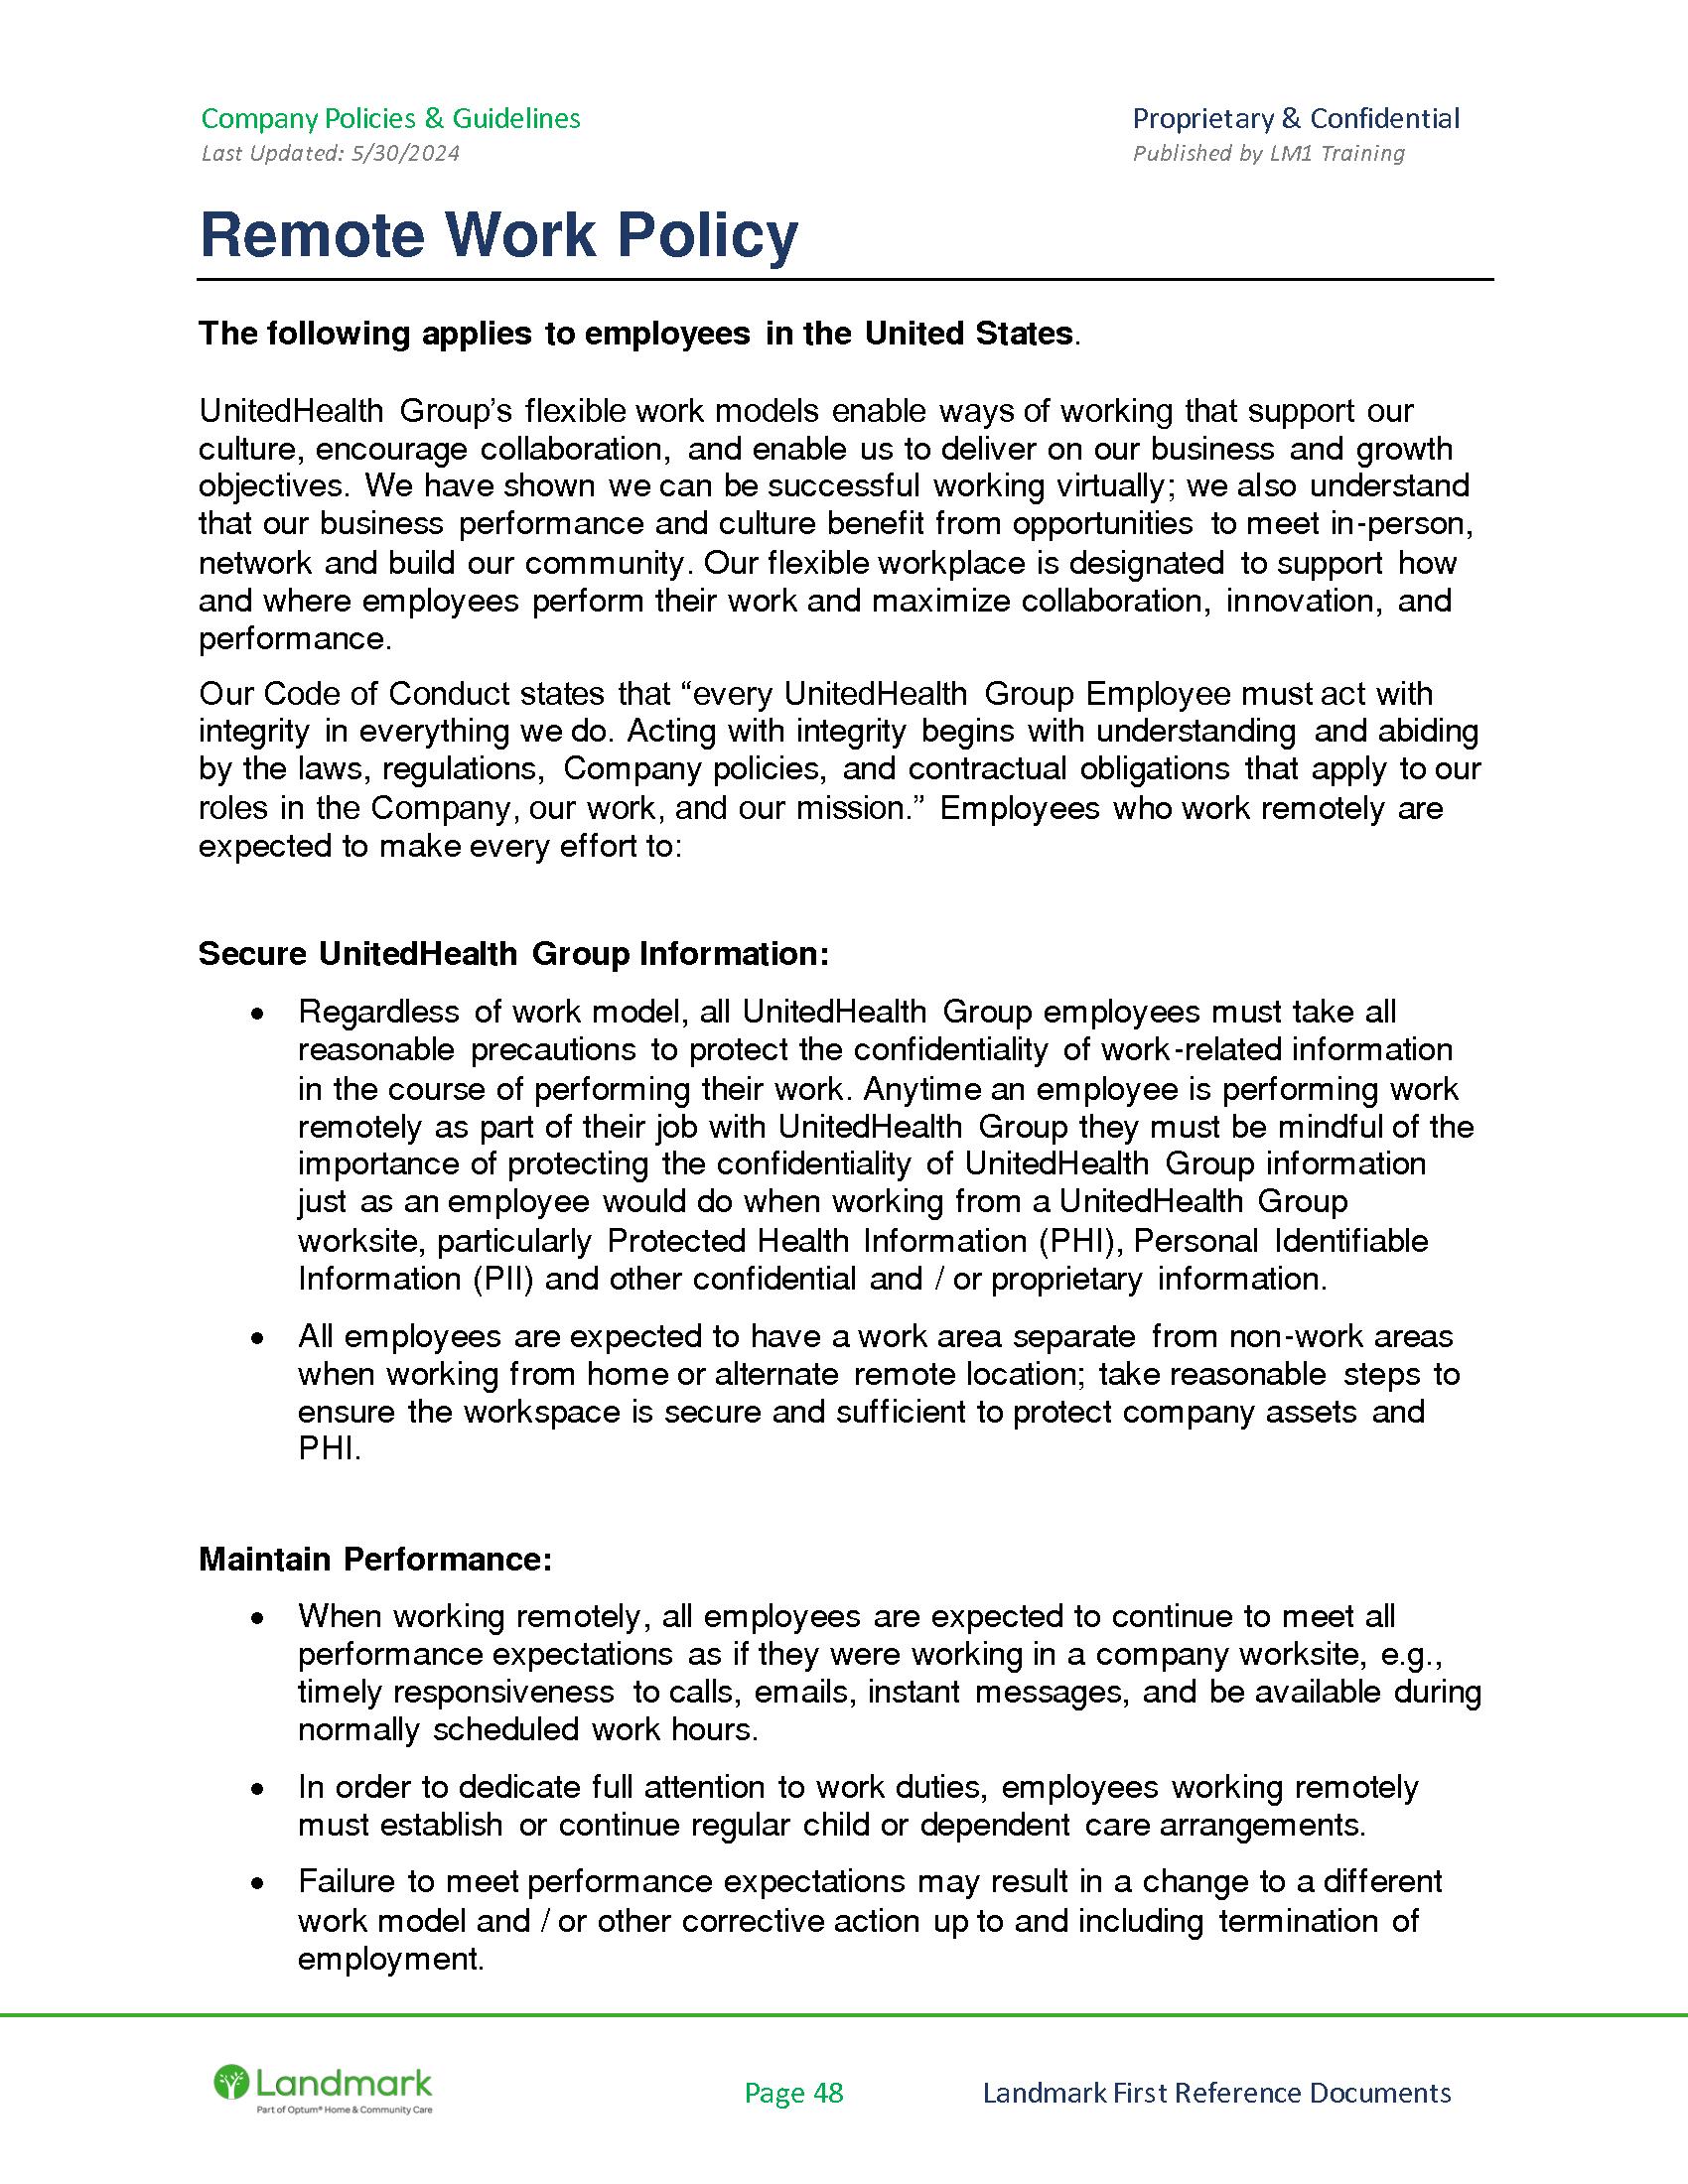 Company Policies & Guidelines
Proprietary & Confidential
Last Updated: 5/30/2024
Published by LM1 Training
Remote Work Policy
The following applies to employees in the United States.
UnitedHealth Group’s flexible work models enable ways of working that support our
culture, encourage collaboration, and enable us to deliver on our business and growth
objectives. We have shown we can be successful working virtually; we also understand
that our business performance and culture benefit from opportunities to meet in-person,
network and build our community. Our flexible workplace is designated to support how
and where employees perform their work and maximize collaboration, innovation, and
performance.
Our Code of Conduct states that “every UnitedHealth Group Employee must act with
integrity in everything we do. Acting with integrity begins with understanding and abiding
by the laws, regulations, Company policies, and contractual obligations that apply to our
roles in the Company, our work, and our mission.” Employees who work remotely are
expected to make every effort to:
Secure UnitedHealth Group Information:
• Regardless of work model, all UnitedHealth Group employees must take all
reasonable precautions to protect the confidentiality of work-related information
in the course of performing their work. Anytime an employee is performing work
remotely as part of their job with UnitedHealth Group they must be mindful of the
importance of protecting the confidentiality of UnitedHealth Group information
just as an employee would do when working from a UnitedHealth Group
worksite, particularly Protected Health Information (PHI), Personal Identifiable
Information (PII) and other confidential and / or proprietary information.
• All employees are expected to have a work area separate from non-work areas
when working from home or alternate remote location; take reasonable steps to
ensure the workspace is secure and sufficient to protect company assets and
PHI.
Maintain Performance:
• When working remotely, all employees are expected to continue to meet all
performance expectations as if they were working in a company worksite, e.g.,
timely responsiveness to calls, emails, instant messages, and be available during
normally scheduled work hours.
• In order to dedicate full attention to work duties, employees working remotely
must establish or continue regular child or dependent care arrangements.
• Failure to meet performance expectations may result in a change to a different
work model and / or other corrective action up to and including termination of
employment.
Landmark
Part of Optum® Home & Community Care
Page 48
Landmark First Reference Documents